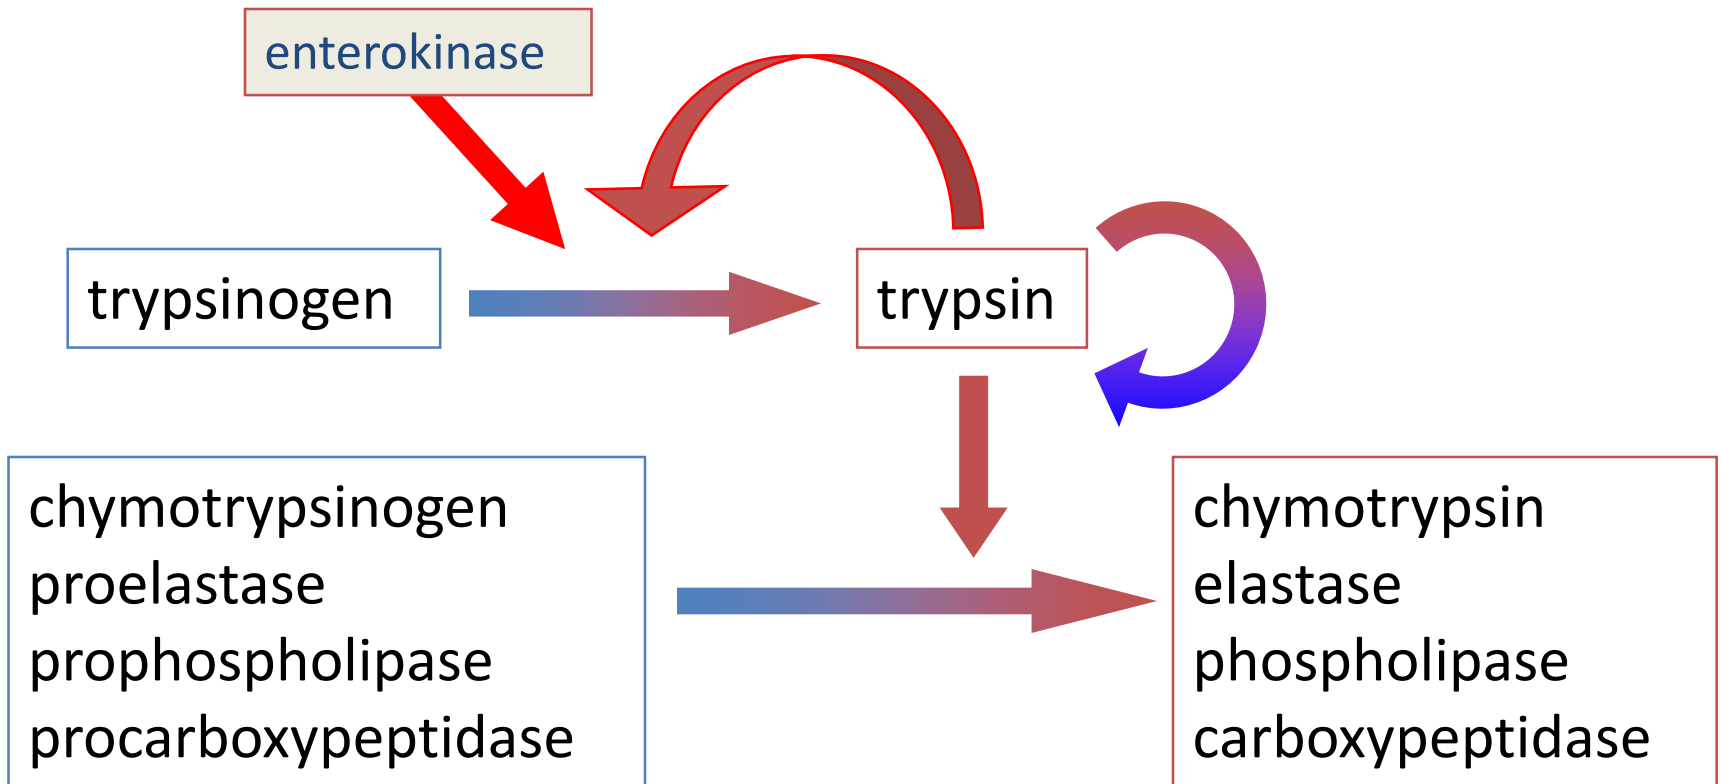 enterokinase
trypsinogen
trypsin
chymotrypsinogen
proelastase
prophospholipase
procarboxypeptidase
chymotrypsin
elastase
phospholipase
carboxypeptidase